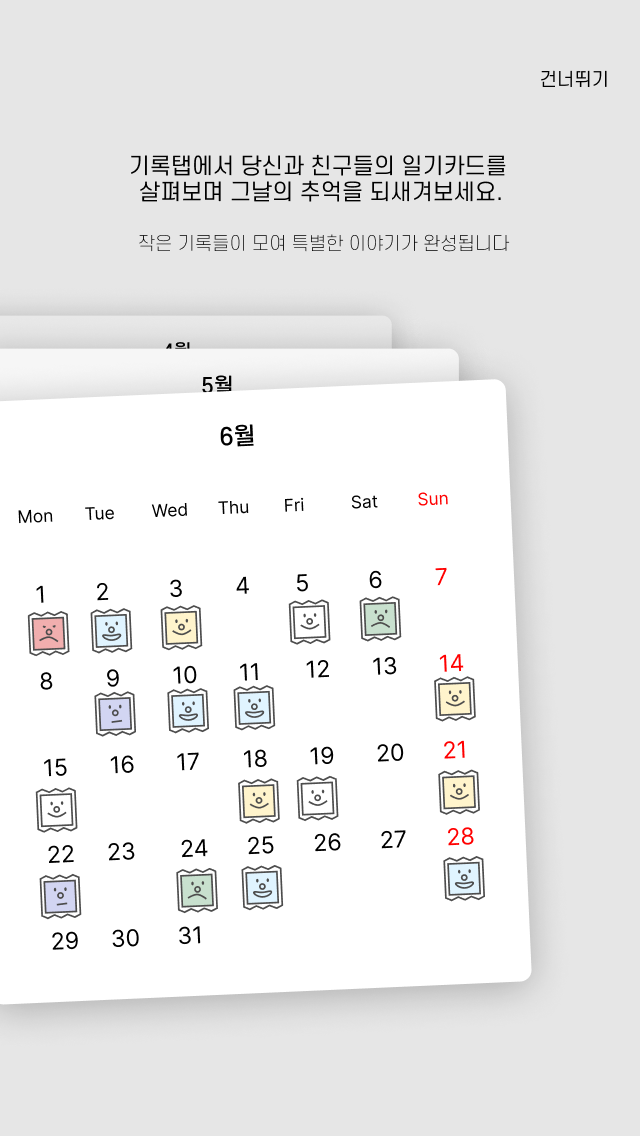 건너뛰기
기록탭에서 당신과 친구들의 일기카드를
살펴보며 그날의 추억을 되새겨보세요.
작은 기록들이 모여 특별한 이야기가 완성됩니다
4월
5월
6월
Mon Tue Wed Thu Fri Sat Sun
1 2 3 4 5 6 7
8 9 10 11 12 13 14
15 16 17 18 19 20 21
22 23 24 25 26 27 28
29 30 31